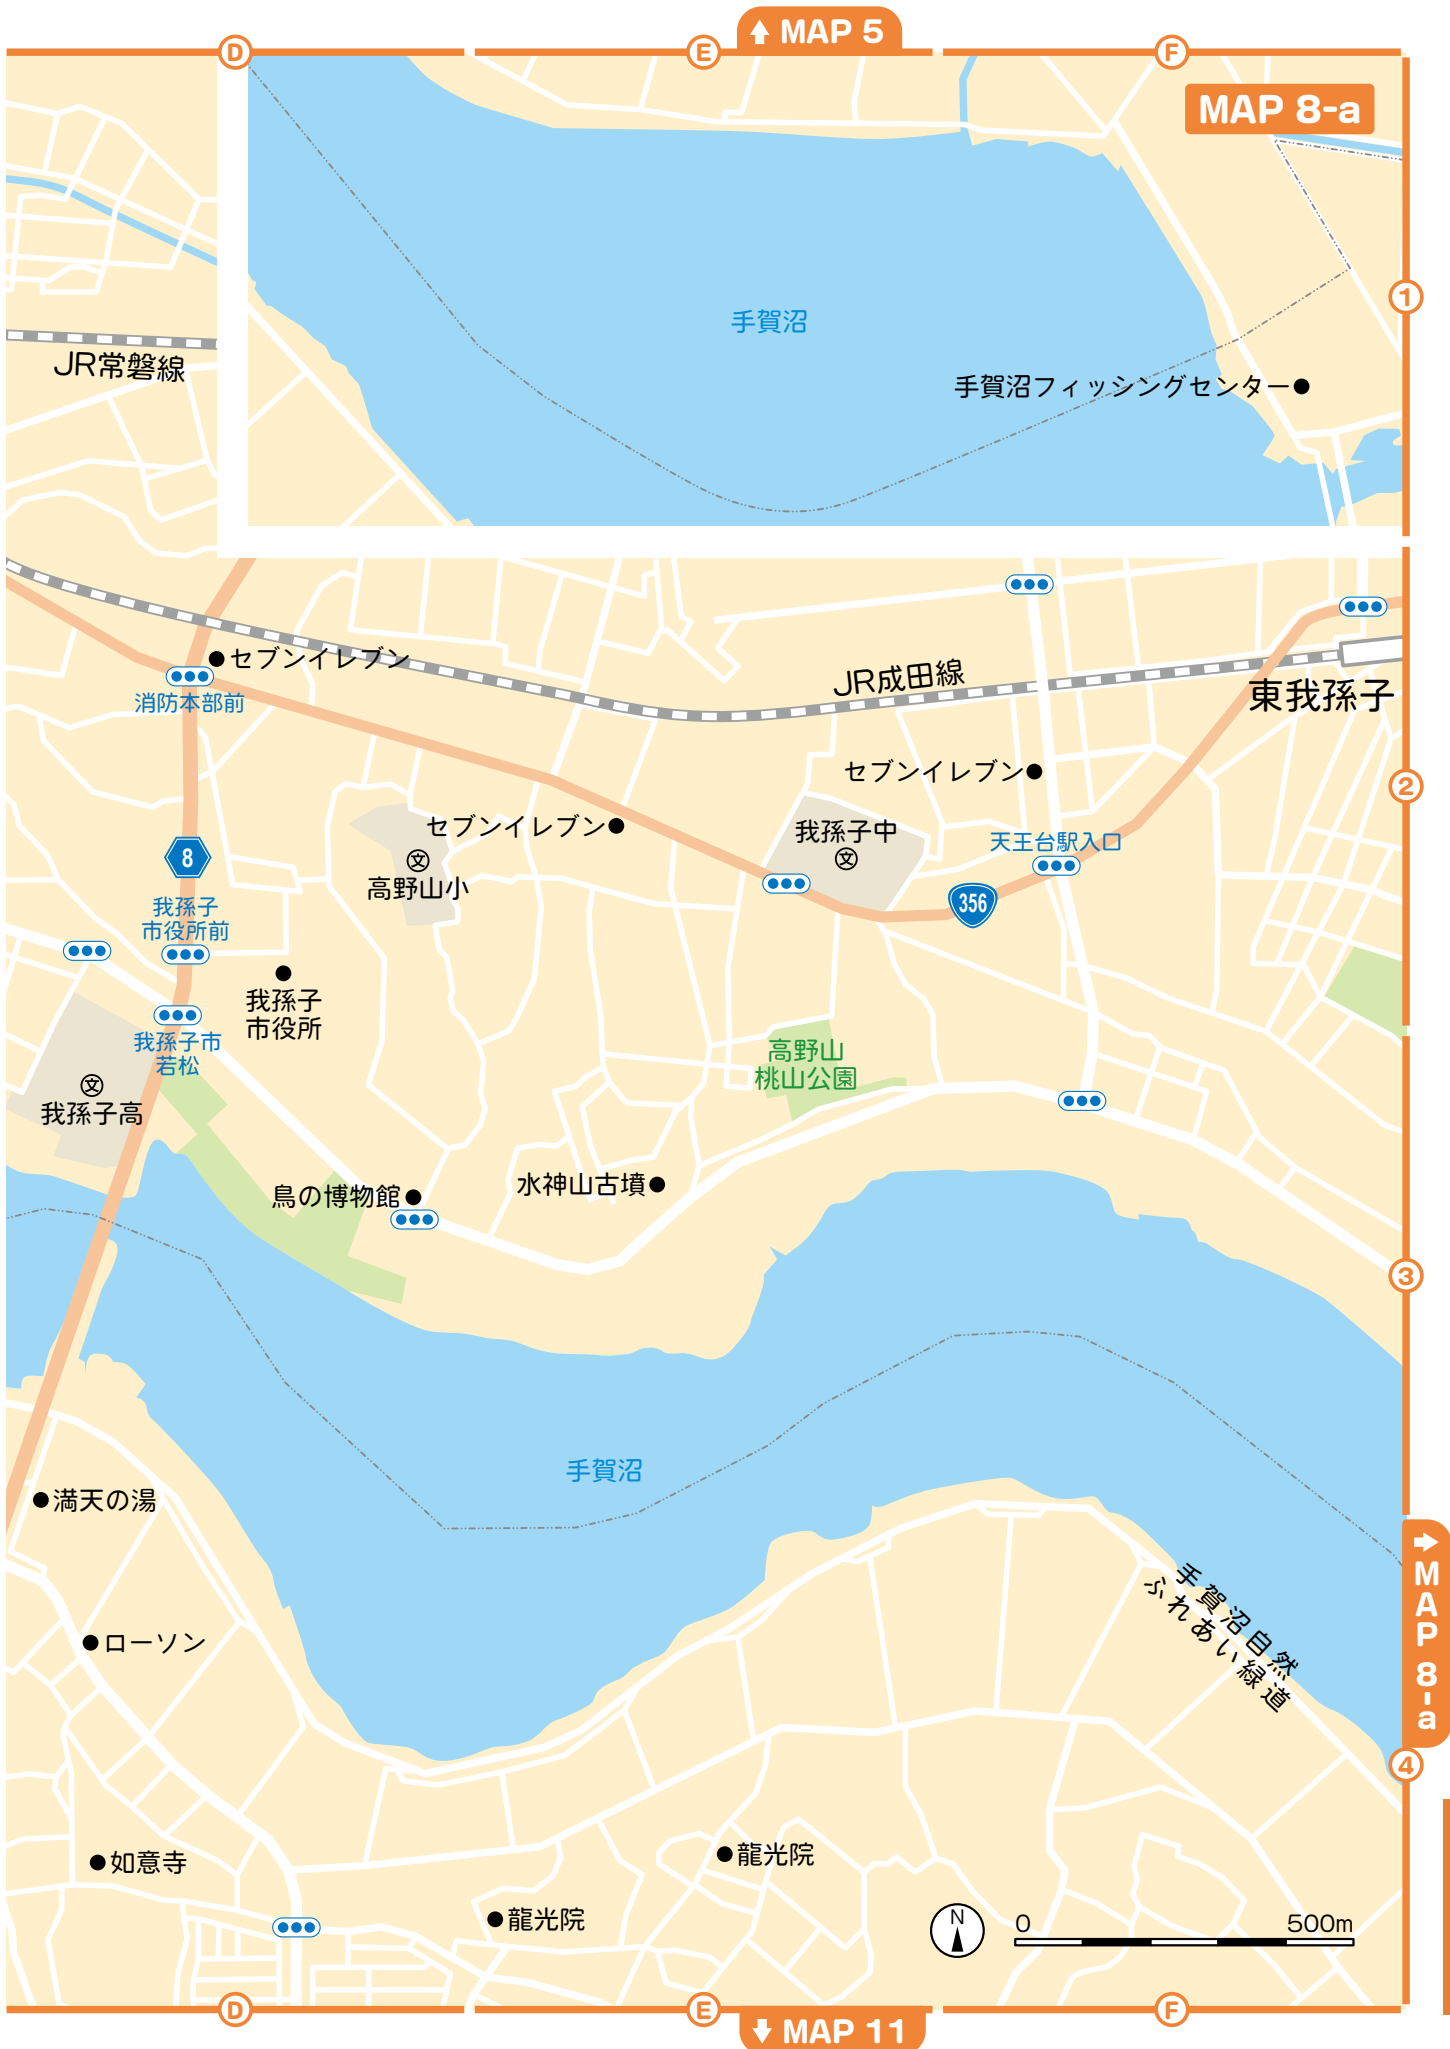 MAP 5
D
E
F
MAP 8-a
1
手賀沼
JR常磐線
手賀沼フィッシングセンター
セブンイレブン
消防本部前
JR成田線
東我孫子
セブンイレブン
2
セブンイレブン
我孫子中
文
天王台駅入口
8
文
高野山小
356
我孫子
市役所前
我孫子
市役所
我孫子市
若松
高野山
桃山公園
文
我孫子高
鳥の博物館
水神山古墳
3
手賀沼
満天の湯
手賀沼自然
ふれあい緑道
MAP 8-a
ローソン
4
如意寺
龍光院
龍光院
N
0
500m
D
E
F
MAP 11